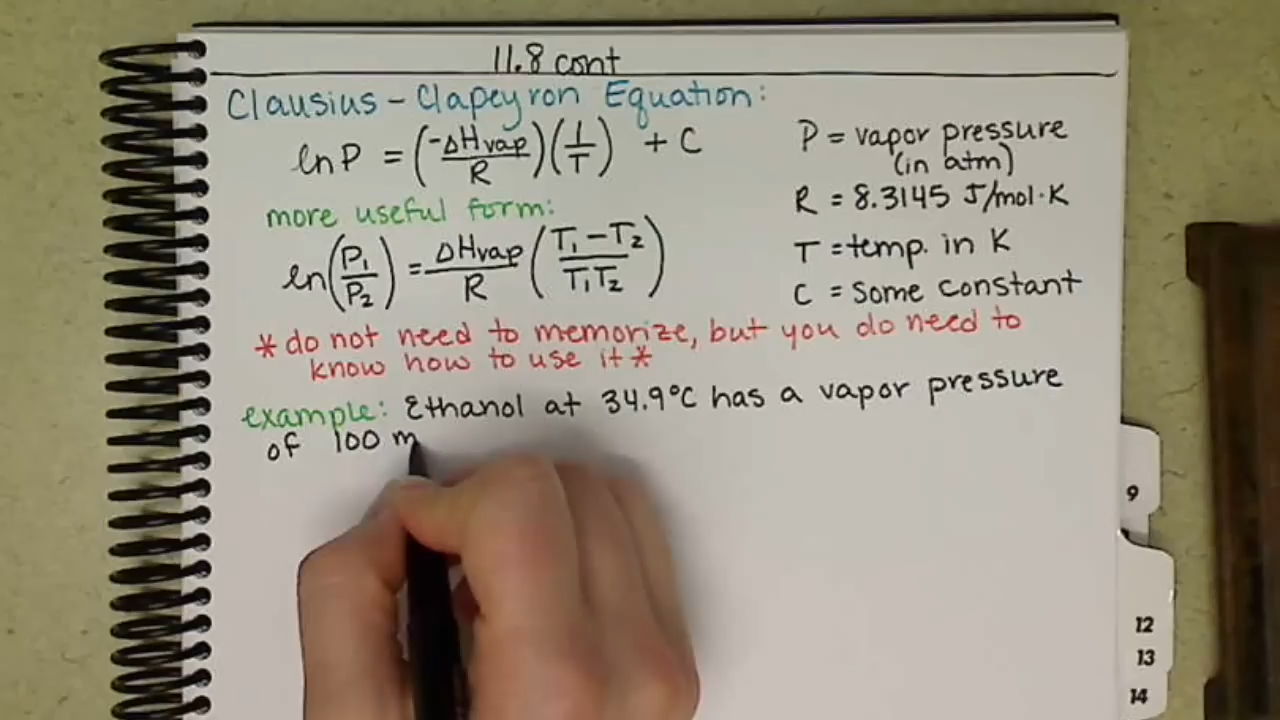 11.8 cont
Clausius-Clapeyron Equation:
ln P = (-ΔHvap/R)(1/T) + C
P = vapor pressure
(in atm)
R = 8.3145 J/mol·K
more useful form:
ln(P₁/P₂) = ΔHvap/R (T₁-T₂/T₁T₂)
T = temp. in K
C = some constant
*do not need to memorize, but you do need to
know how to use it*
example: Ethanol at 34.9°C has a vapor pressure
of 100 m
9
12
13
14